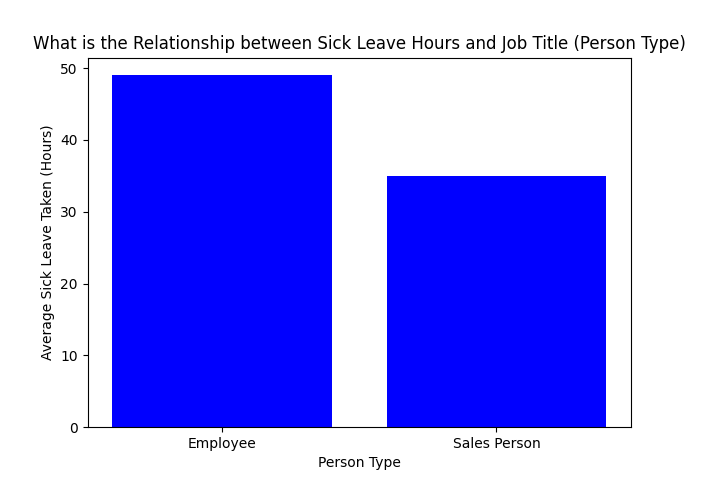 What is the Relationship between Sick Leave Hours and Job Title (Person Type)
50
40
30
20
10
0
Average Sick Leave Taken (Hours)
Employee
Sales Person
Person Type